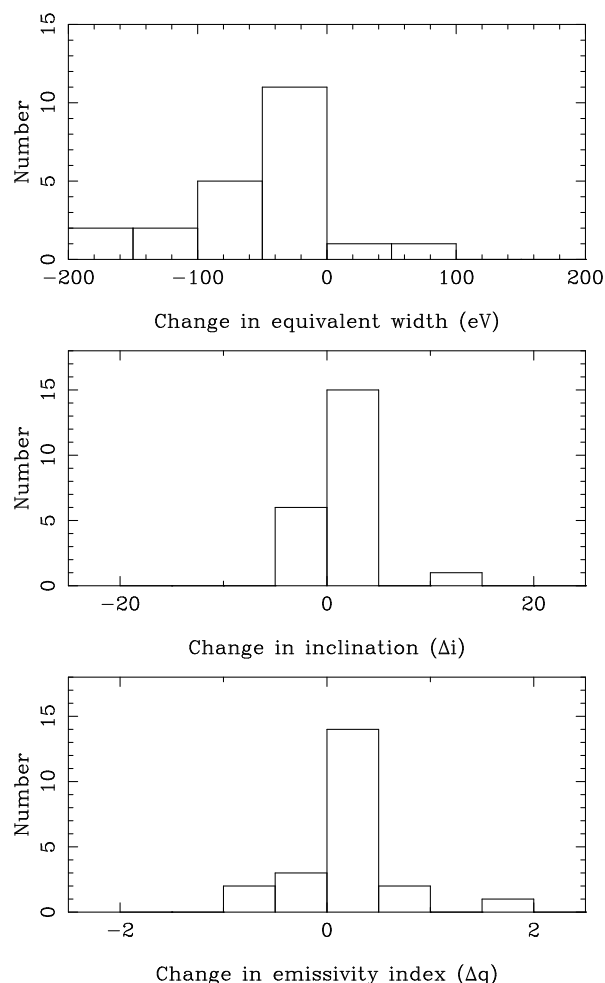 15
10
5
0
Number
-200 -100 0 100 200
Change in equivalent width (eV)
15
10
5
0
Number
-20 0 20
Change in inclination (Δi)
15
10
5
0
Number
-2 0 2
Change in emissivity index (Δq)